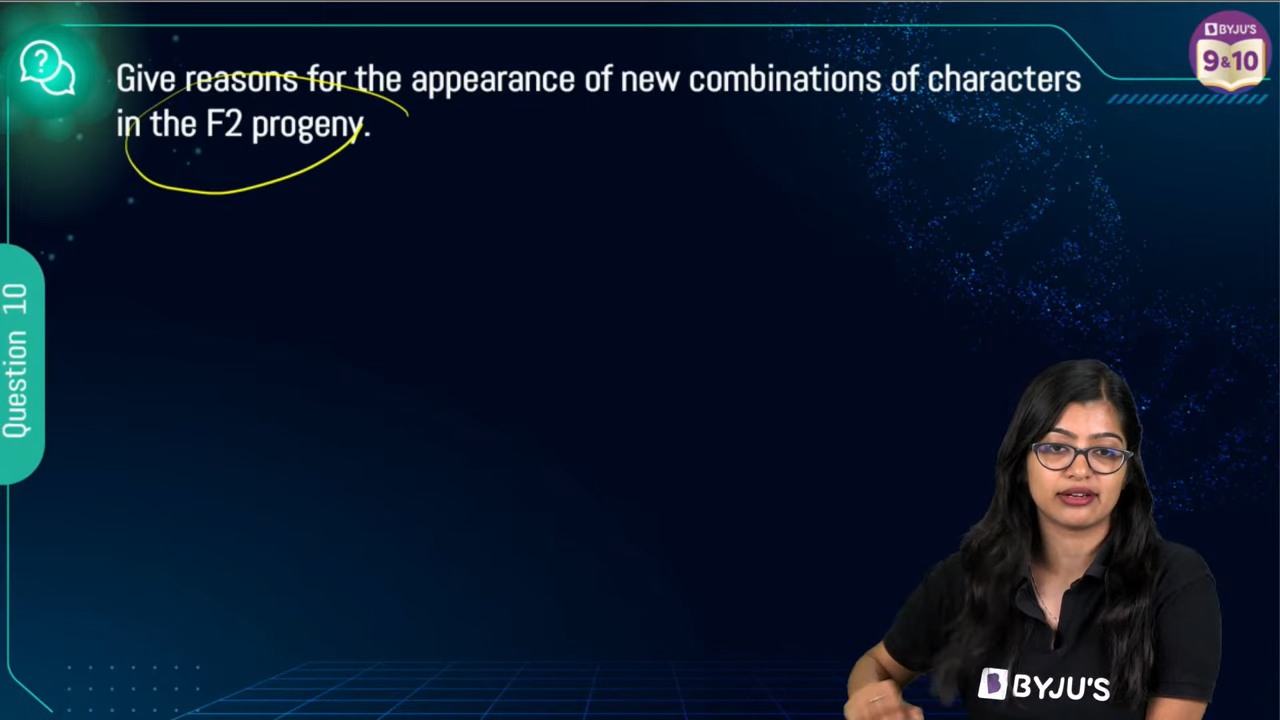 Give reasons for the appearance of new combinations of characters
in the F2 progeny.
BYJU'S
9&10
Question 10
BYJU'S